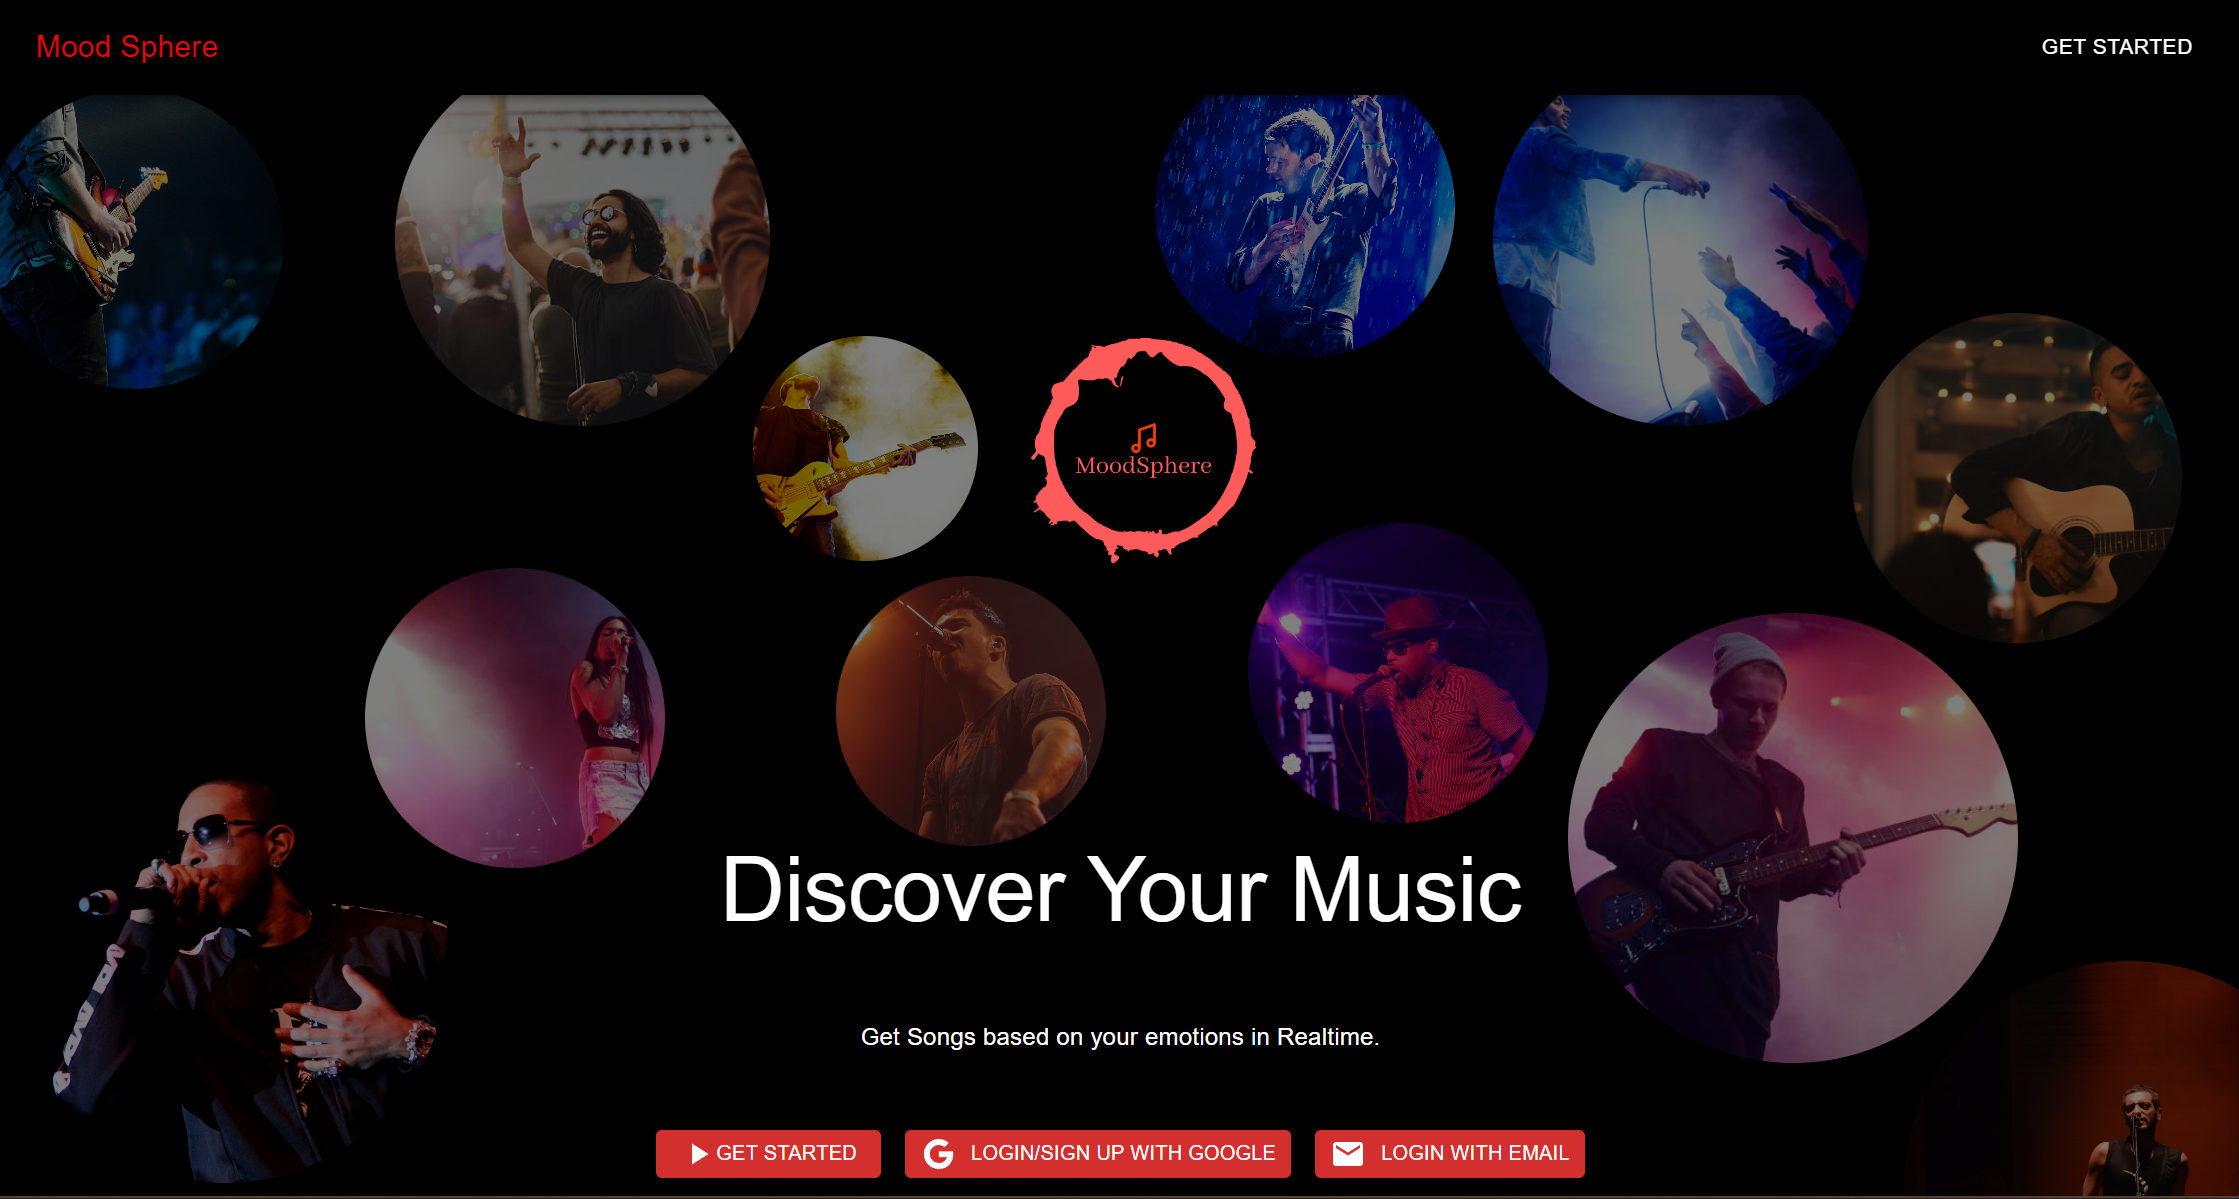 Mood Sphere
GET STARTED
MoodSphere
Discover Your Music
Get Songs based on your emotions in Realtime.
GET STARTED
LOGIN/SIGN UP WITH GOOGLE
LOGIN WITH EMAIL